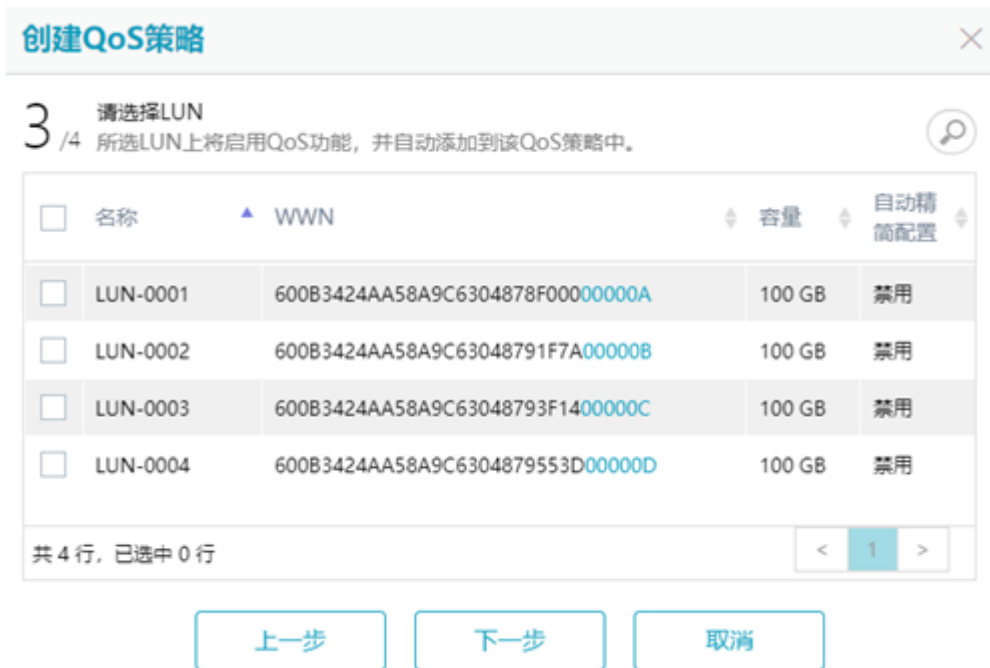 创建QoS策略
3 /4 请选择LUN
所选LUN上将启用QoS功能，并自动添加到该QoS策略中。
名称 WWN 容量 自动精简配置
LUN-0001 600B3424AA58A9C6304878F00000000A 100 GB 禁用
LUN-0002 600B3424AA58A9C63048791F7A00000B 100 GB 禁用
LUN-0003 600B3424AA58A9C63048793F1400000C 100 GB 禁用
LUN-0004 600B3424AA58A9C6304879553D00000D 100 GB 禁用
共 4 行，已选中 0 行 < 1 >
上一步 下一步 取消